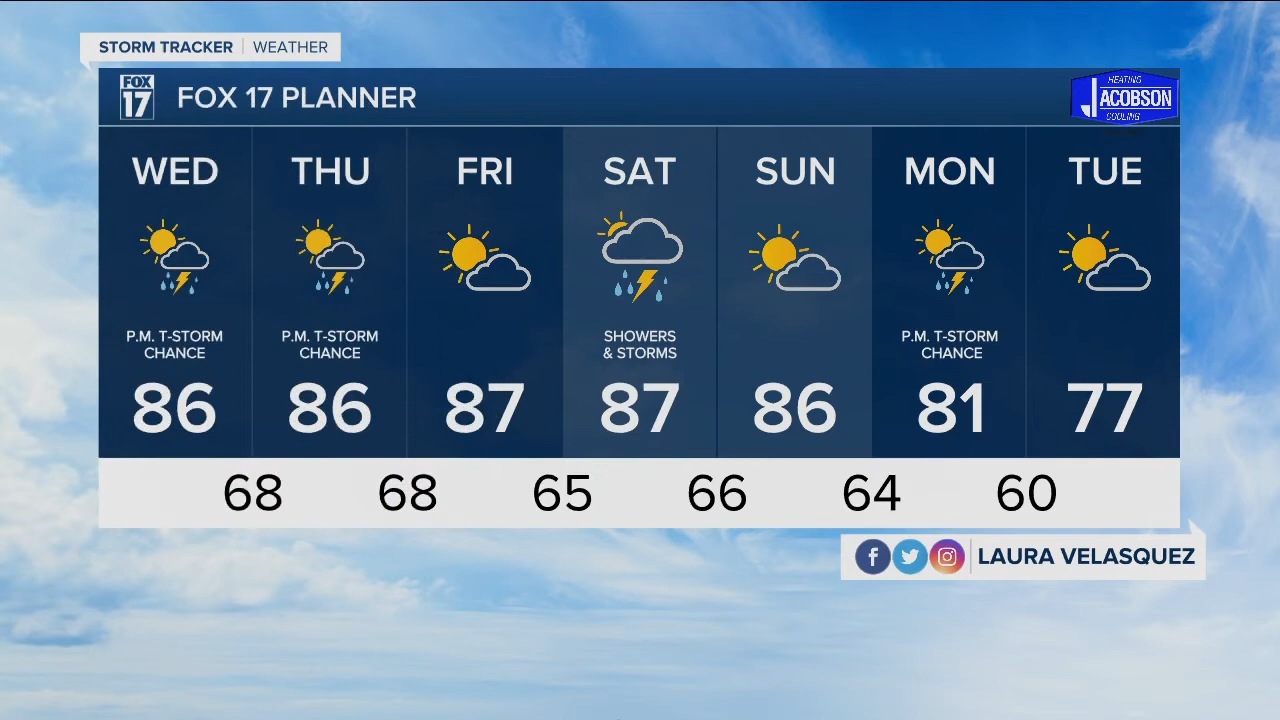 STORM TRACKER | WEATHER
FOX 17
FOX 17 PLANNER
HEATING
JACOBSON
COOLING
WED THU FRI SAT SUN MON TUE
P.M. T-STORM P.M. T-STORM SHOWERS P.M. T-STORM
CHANCE CHANCE & STORMS CHANCE
86 86 87 87 86 81 77
68 68 65 66 64 60
LAURA VELASQUEZ